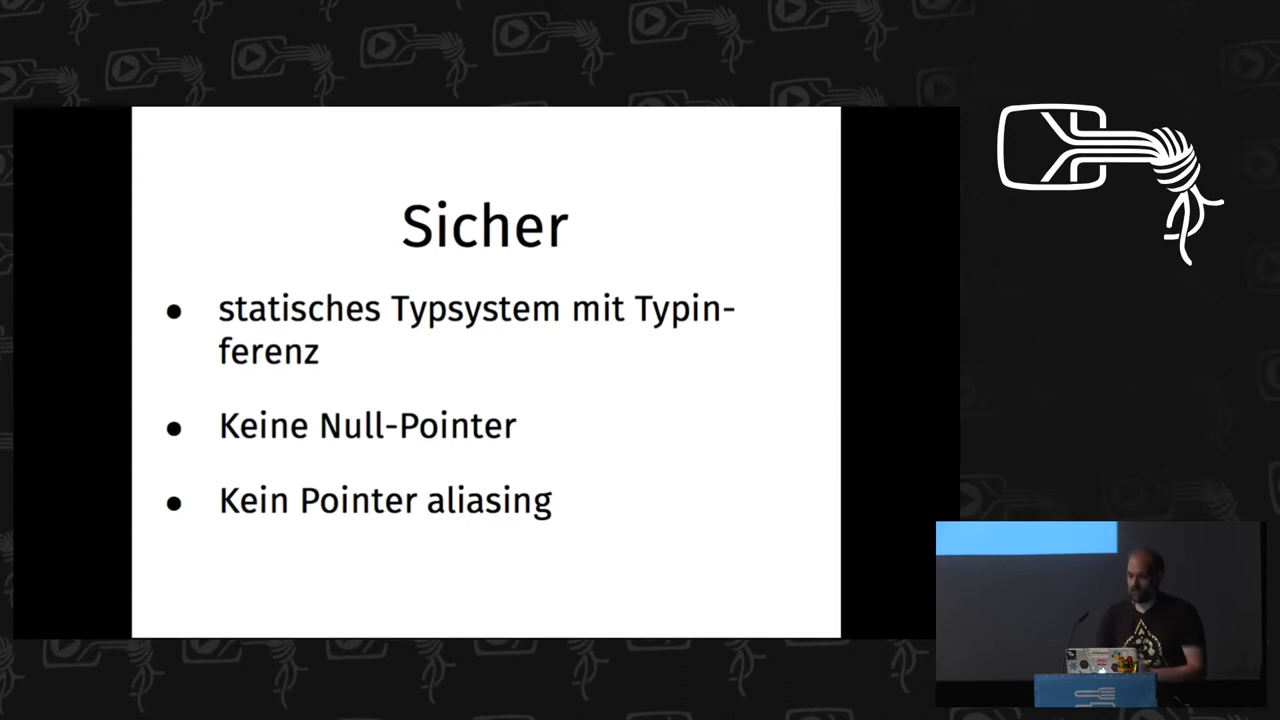 Sicher
● statisches Typsystem mit Typin-
ferenz
● Keine Null-Pointer
● Kein Pointer aliasing